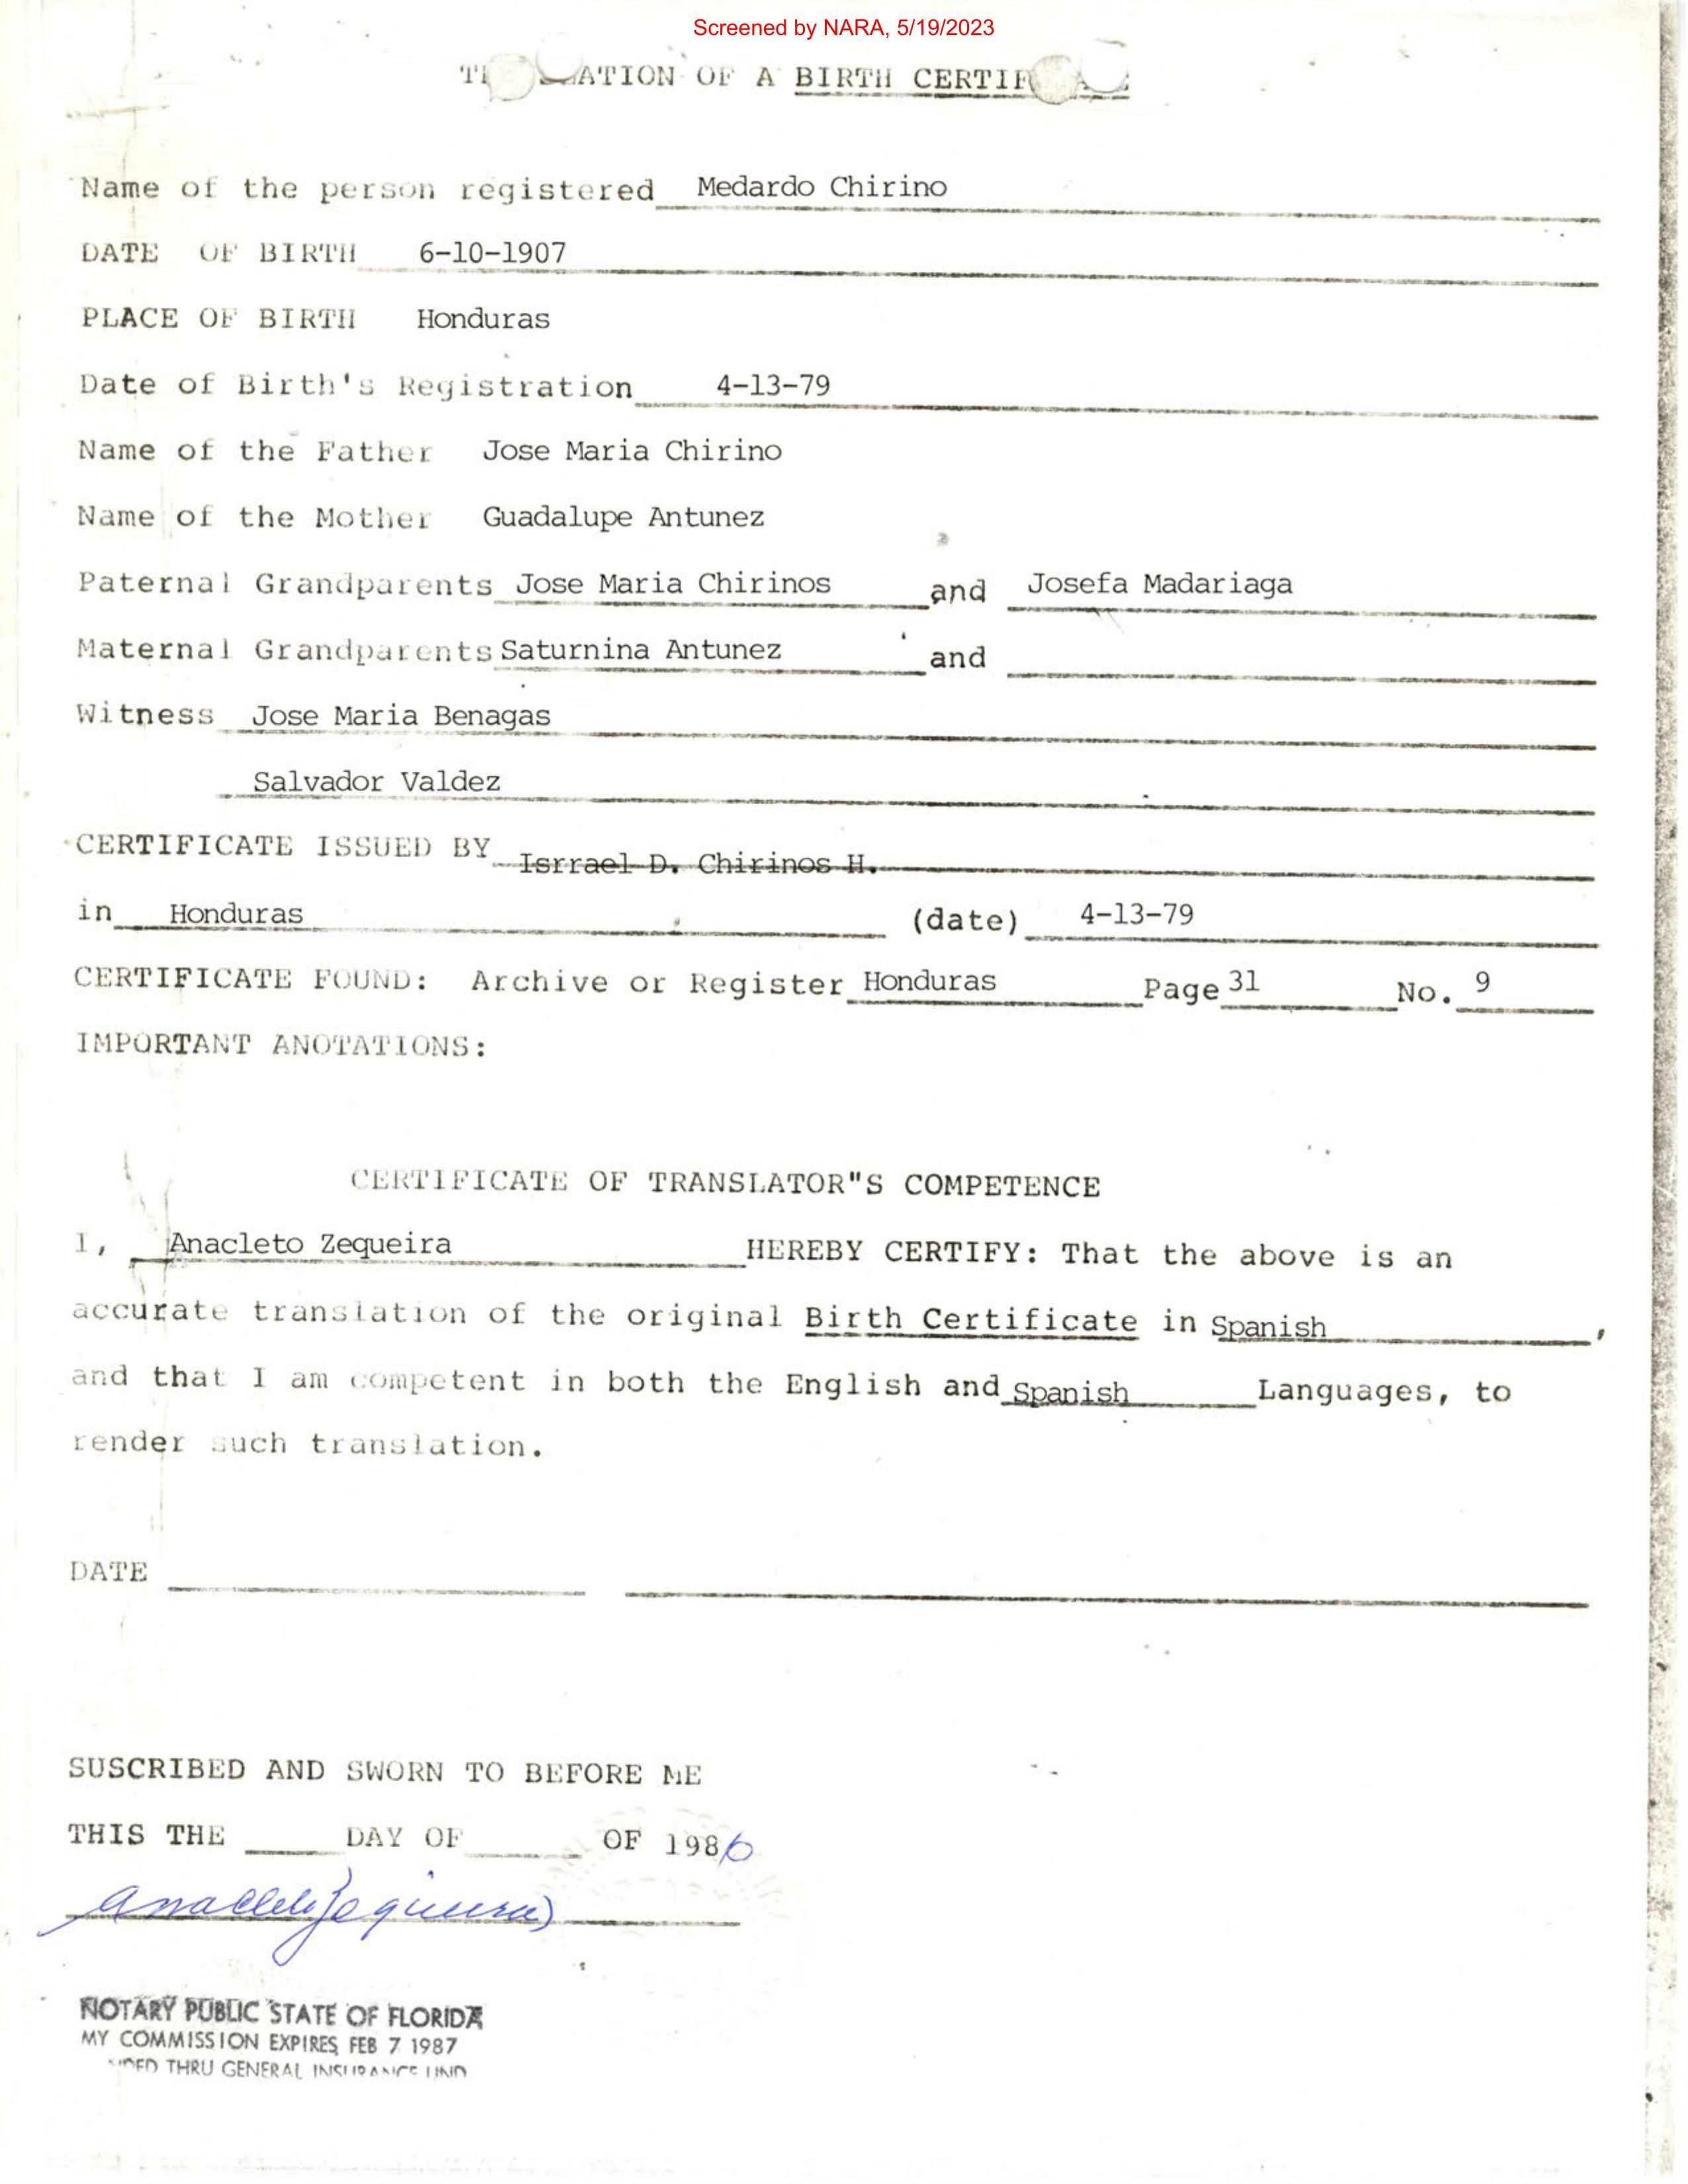 Screened by NARA, 5/19/2023
OF A BIRTH
Name of the person registered Medardo Chirino
DATE OF BIRTH 6-10-1907
PLACE OF BIRTH Honduras
Date of Birth's Registration 4-13-79
Name of the Father Jose Maria Chirino
Name of the Mother Guadalupe Antunez
Paternal Grandparents Jose Maria Chirinos and Josefa Madariaga
Maternal Grandparents Saturnina Antunez and
Witness Jose Maria Benagas
Salvador Valdez
CERTIFICATE ISSUED BY Isrrael D. Chirinos H.
in Honduras (date) 4-13-79
CERTIFICATE FOUND: Archive or Register Honduras Page 31 No. 9
IMPORTANT ANOTATIONS:
CERTIFICATE OF TRANSLATOR"S COMPETENCE
I, Anacleto Zequeira HEREBY CERTIFY: That the above is an
accurate translation of the original Birth Certificate in Spanish,
and that I am competent in both the English and Spanish Languages, to
render such translation.
DATE
SUSCRIBED AND SWORN TO BEFORE ME
THIS THE DAY OF OF 1986
Anacleto Zequeira
NOTARY PUBLIC STATE OF FLORIDA
MY COMMISSION EXPIRES FEB 7 1987
THRU GENERAL INSURANCE UND